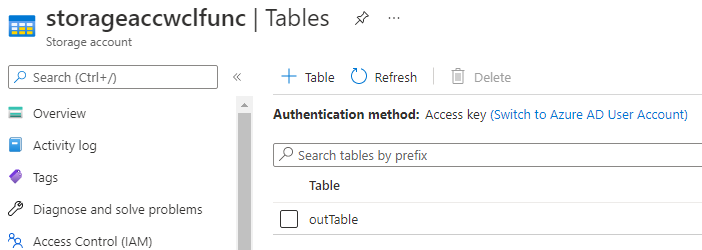 storageaccwclfunc | Tables
Storage account
Search (Ctrl+/)
Overview
Activity log
Tags
Diagnose and solve problems
Access Control (IAM)
Table Refresh Delete
Authentication method: Access key (Switch to Azure AD User Account)
Search tables by prefix
Table
outTable